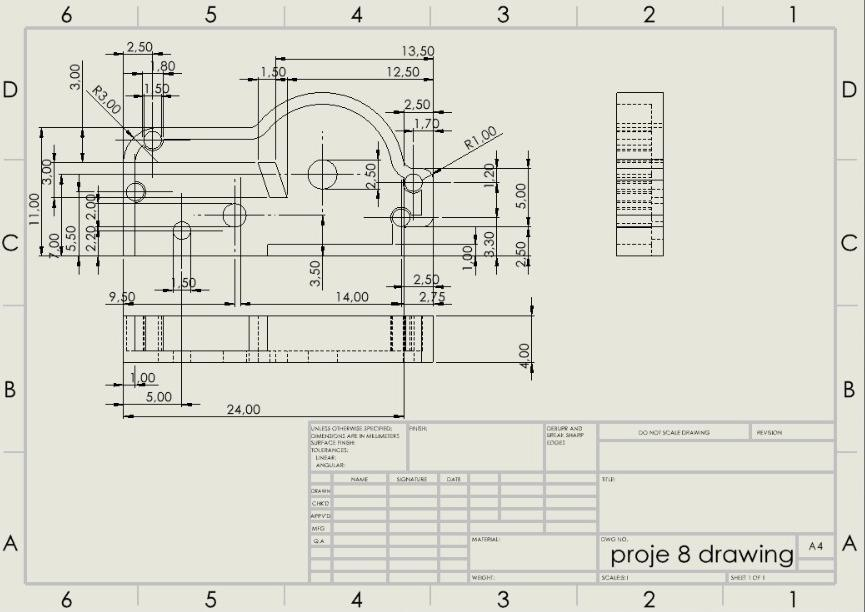 6 5 4 3 2 1
D D
C C
B B
A A
6 5 4 3 2 1
2,50
1,80
1,50
3,00
R3,00
13,50
1,50 12,50
2,50
1,70
R1,00
11,00
3,00
7,00
5,50
2,00
2,20
2,50
1,20
5,00
3,30
1,00
2,50
3,50
1,50
2,50
9,50 14,00 2,75
4,00
1,00
5,00
24,00
UNLESS OTHERWISE SPECIFIED:
DIMENSIONS ARE IN MILLIMETERS
SURFACE FINISH:
TOLERANCES:
LINEAR:
ANGULAR:
FINISH:
DEBURR AND
BREAK SHARP
EDGES
DO NOT SCALE DRAWING
REVISION
NAME SIGNATURE DATE
DRAWN
CHK'D
APPV'D
MFG
Q.A
TITLE:
MATERIAL:
DWG NO.
proje 8 drawing
A4
WEIGHT:
SCALE:5:1
SHEET 1 OF 1